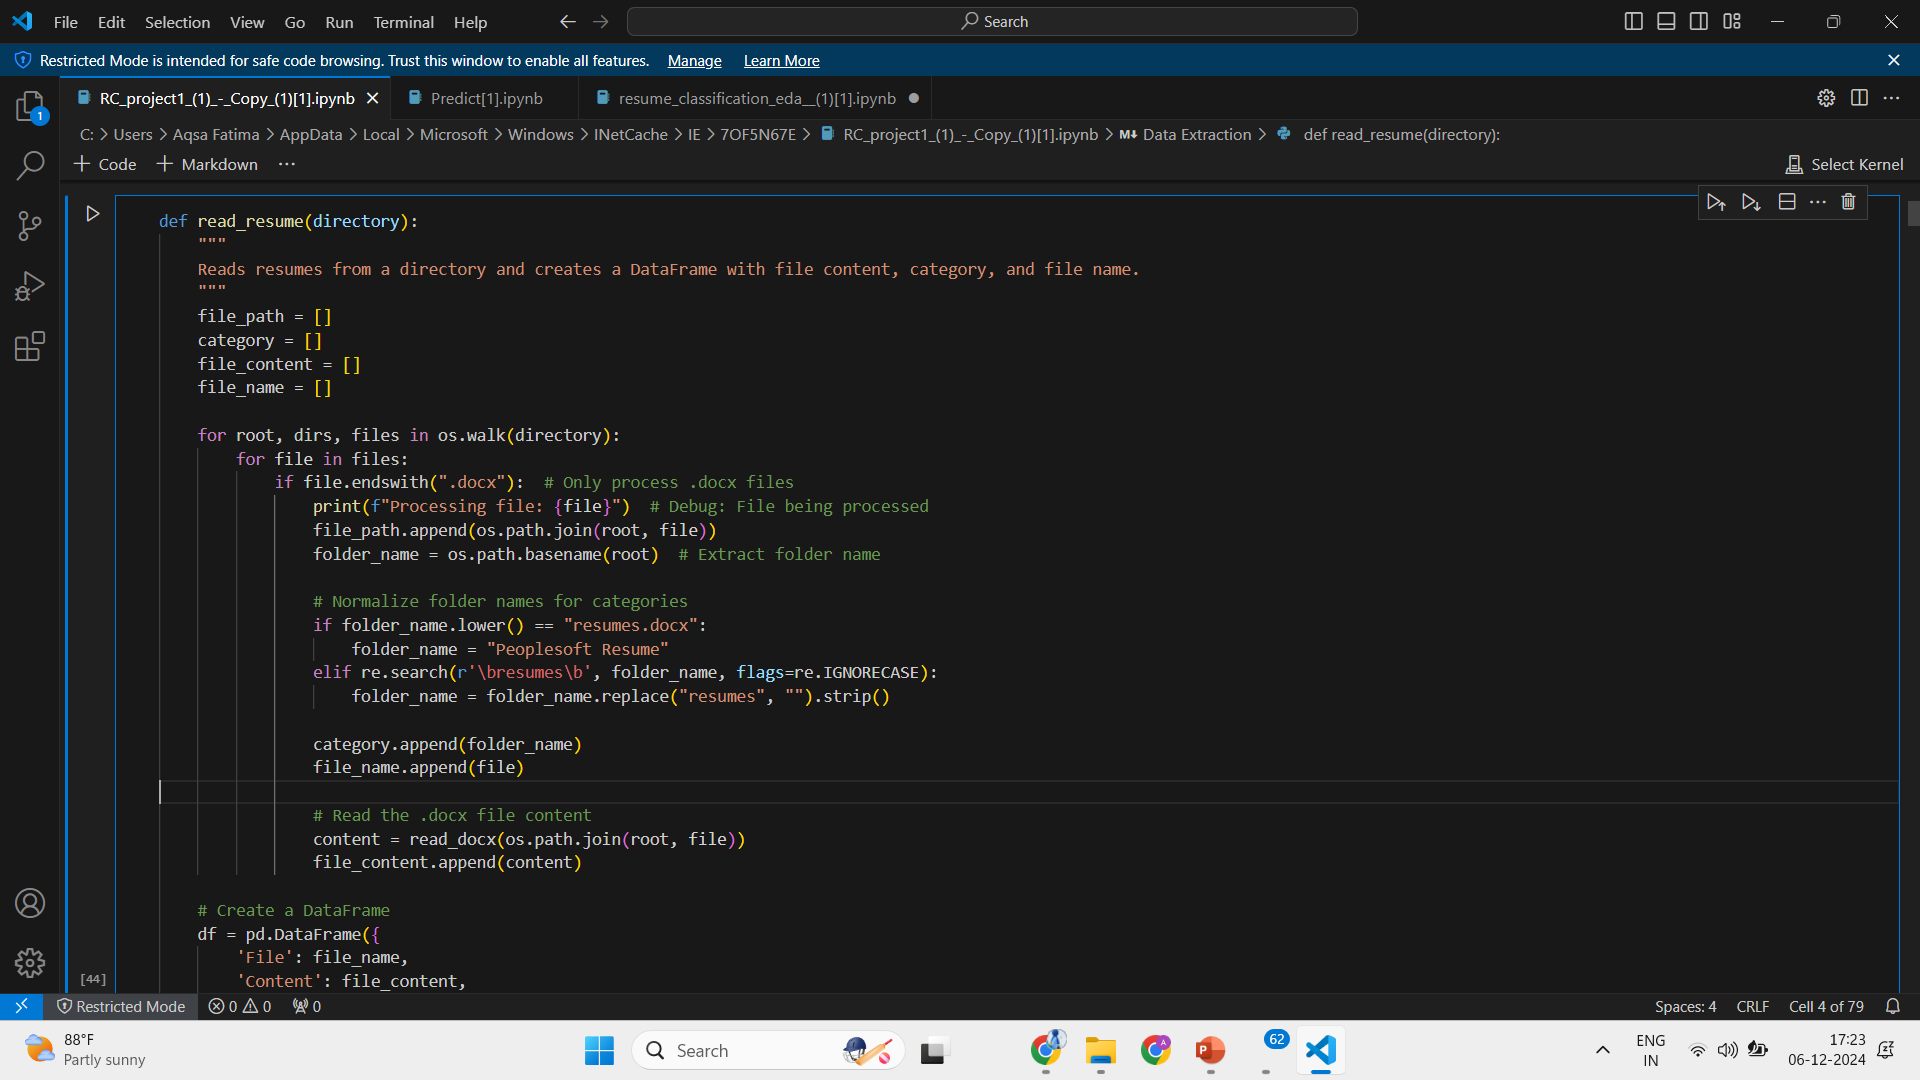 File Edit Selection View Go Run Terminal Help Search
Restricted Mode is intended for safe code browsing. Trust this window to enable all features. Manage Learn More
1
RC_project1_(1)_-_Copy_(1)[1].ipynb Predict[1].ipynb resume_classification_eda__(1)[1].ipynb
C: > Users > Aqsa Fatima > AppData > Local > Microsoft > Windows > INetCache > IE > 7OF5N67E > RC_project1_(1)_-_Copy_(1)[1].ipynb > M↓ Data Extraction > def read_resume(directory):
+ Code + Markdown ... Select Kernel
def read_resume(directory):
"""
Reads resumes from a directory and creates a DataFrame with file content, category, and file name.
"""
file_path = []
category = []
file_content = []
file_name = []
for root, dirs, files in os.walk(directory):
for file in files:
if file.endswith(".docx"):  # Only process .docx files
print(f"Processing file: {file}")  # Debug: File being processed
file_path.append(os.path.join(root, file))
folder_name = os.path.basename(root)  # Extract folder name
# Normalize folder names for categories
if folder_name.lower() == "resumes.docx":
folder_name = "Peoplesoft Resume"
elif re.search(r'\bresumes\b', folder_name, flags=re.IGNORECASE):
folder_name = folder_name.replace("resumes", "").strip()
category.append(folder_name)
file_name.append(file)
# Read the .docx file content
content = read_docx(os.path.join(root, file))
file_content.append(content)
# Create a DataFrame
df = pd.DataFrame({
'File': file_name,
[44] 'Content': file_content,
Restricted Mode 0 0 0 Spaces: 4 CRLF Cell 4 of 79
88°F
Partly sunny
Search
62
ENG
IN
17:23
06-12-2024